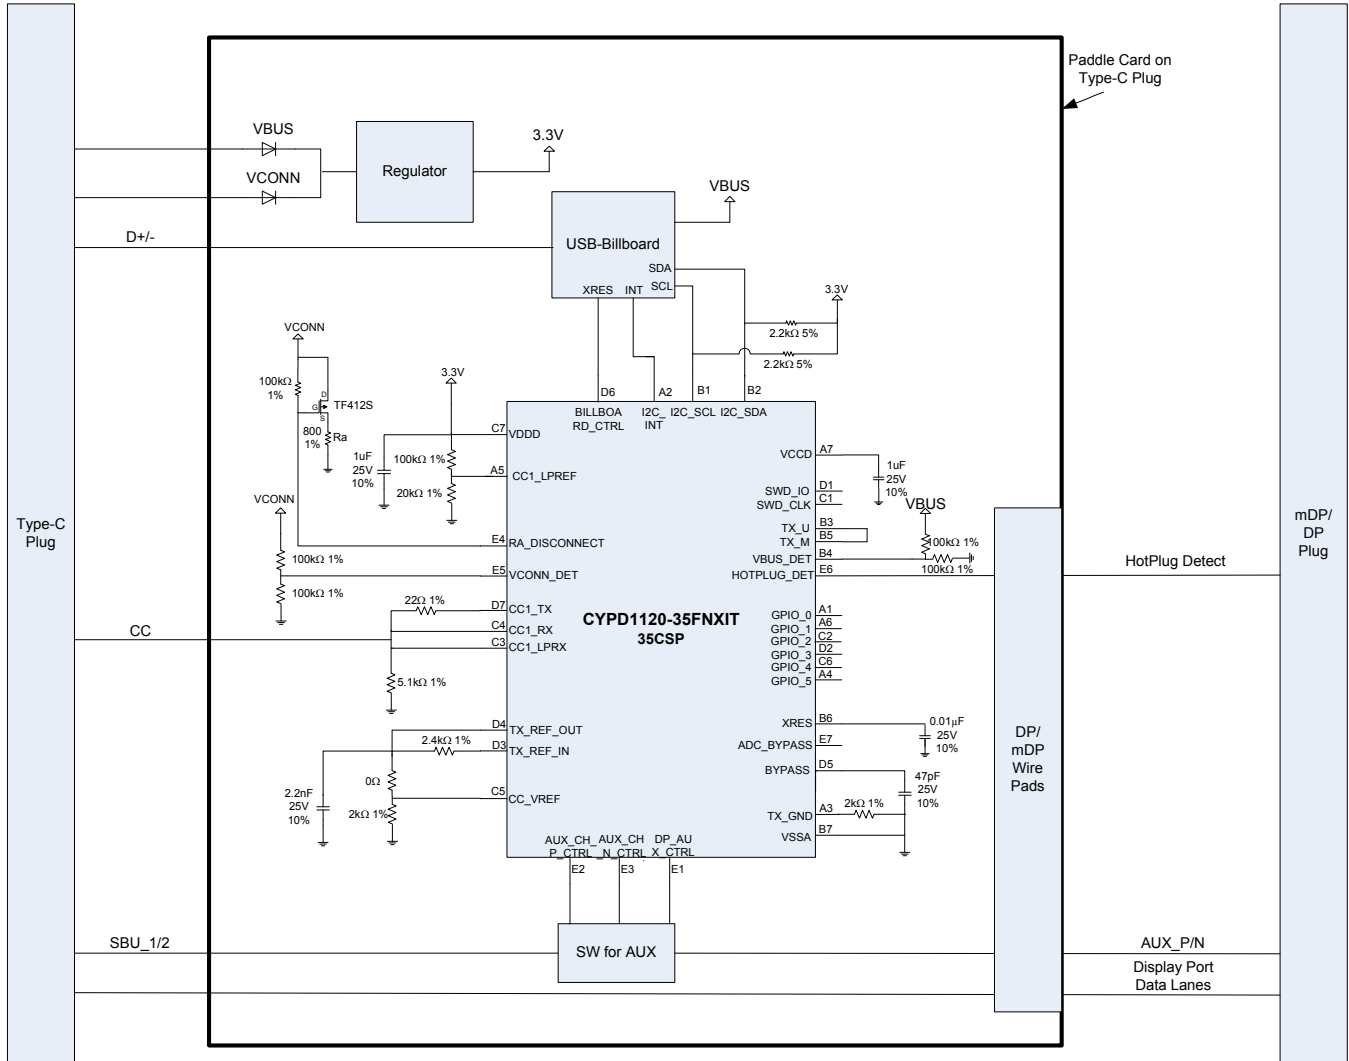 Paddle Card on
Type-C Plug
VBUS
VCONN
Regulator
3.3V
VBUS
D+/-
USB-Billboard
SDA
SCL
XRES
INT
3.3V
2.2kΩ 5%
2.2kΩ 5%
VCONN
100kΩ
1%
D
G
S
TF412S
800
1%
Ra
3.3V
1uF
25V
10%
100kΩ 1%
20kΩ 1%
D6
A2
B1
B2
BILLBOA
RD_CTRL
I2C_
INT
I2C_SCL
I2C_SDA
C7
VDDD
A5
CC1_LPREF
E4
RA_DISCONNECT
E5
VCONN_DET
D7
CC1_TX
C4
CC1_RX
C3
CC1_LPRX
D4
TX_REF_OUT
D3
TX_REF_IN
C5
CC_VREF
VCONN
100kΩ 1%
100kΩ 1%
22Ω 1%
CC
5.1kΩ 1%
2.4kΩ 1%
0Ω
2kΩ 1%
2.2nF
25V
10%
CYPD1120-35FNXIT
35CSP
VCCD
A7
1uF
25V
10%
SWD_IO
D1
SWD_CLK
C1
TX_U
B3
TX_M
B5
VBUS_DET
B4
HOTPLUG_DET
E6
VBUS
100kΩ 1%
100kΩ 1%
GPIO_0
A1
GPIO_1
A6
GPIO_2
C2
GPIO_3
D2
GPIO_4
C6
GPIO_5
A4
XRES
B6
0.01µF
25V
10%
ADC_BYPASS
E7
BYPASS
D5
47pF
25V
10%
TX_GND
A3
2kΩ 1%
VSSA
B7
AUX_CH_
P_CTRL
AUX_CH
_N_CTRL
DP_AU
X_CTRL
E2
E3
E1
SW for AUX
SBU_1/2
Type-C
Plug
DP/
mDP
Wire
Pads
mDP/
DP
Plug
HotPlug Detect
AUX_P/N
Display Port
Data Lanes